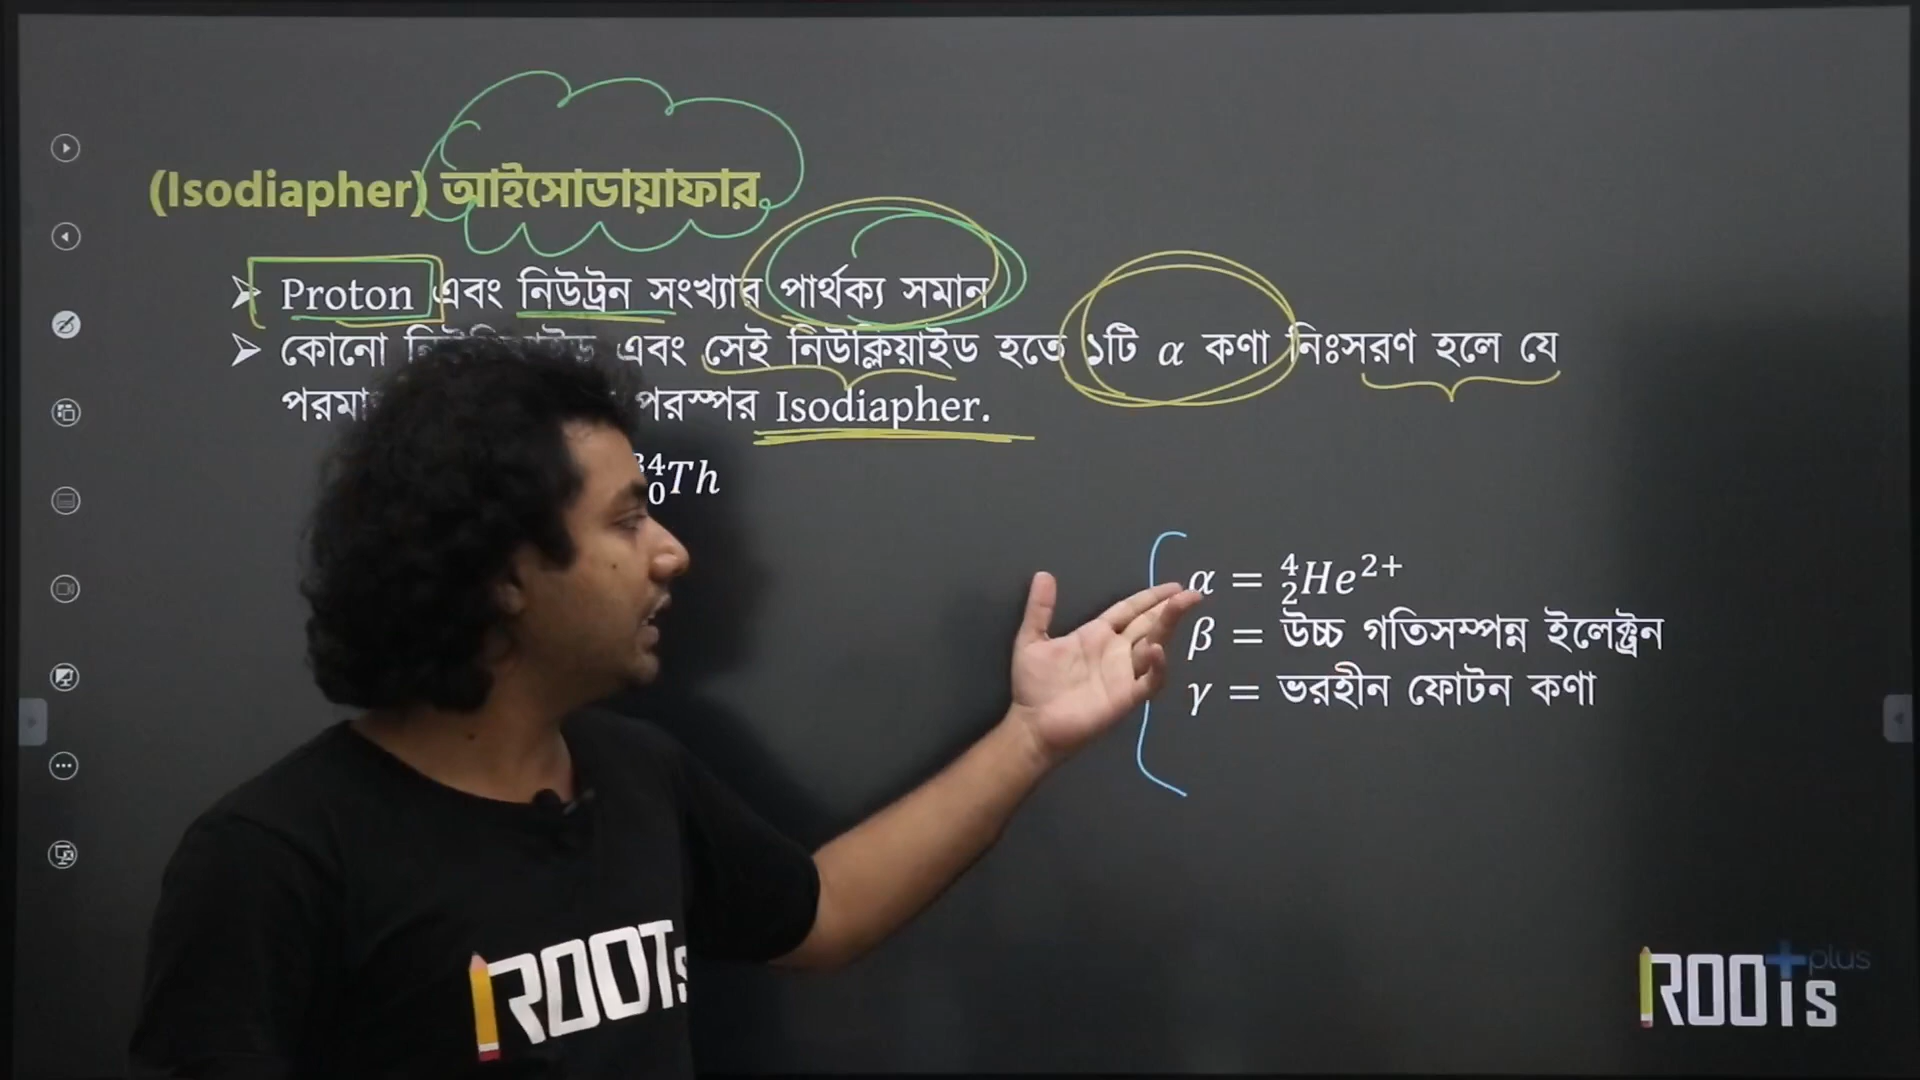 (Isodiapher) আইসোডায়াফার
➢ Proton এবং নিউট্রন সংখ্যার পার্থক্য সমান
➢ কোনো এবং সেই নিউক্লিয়াইড হতে ১টি α কণা নিঃসরণ হলে যে
পরস্পর Isodiapher.
Th
α = ⁴₂He²⁺
β = উচ্চ গতিসম্পন্ন ইলেক্ট্রন
γ = ভরহীন ফোটন কণা
ROOTs
ROOTs plus